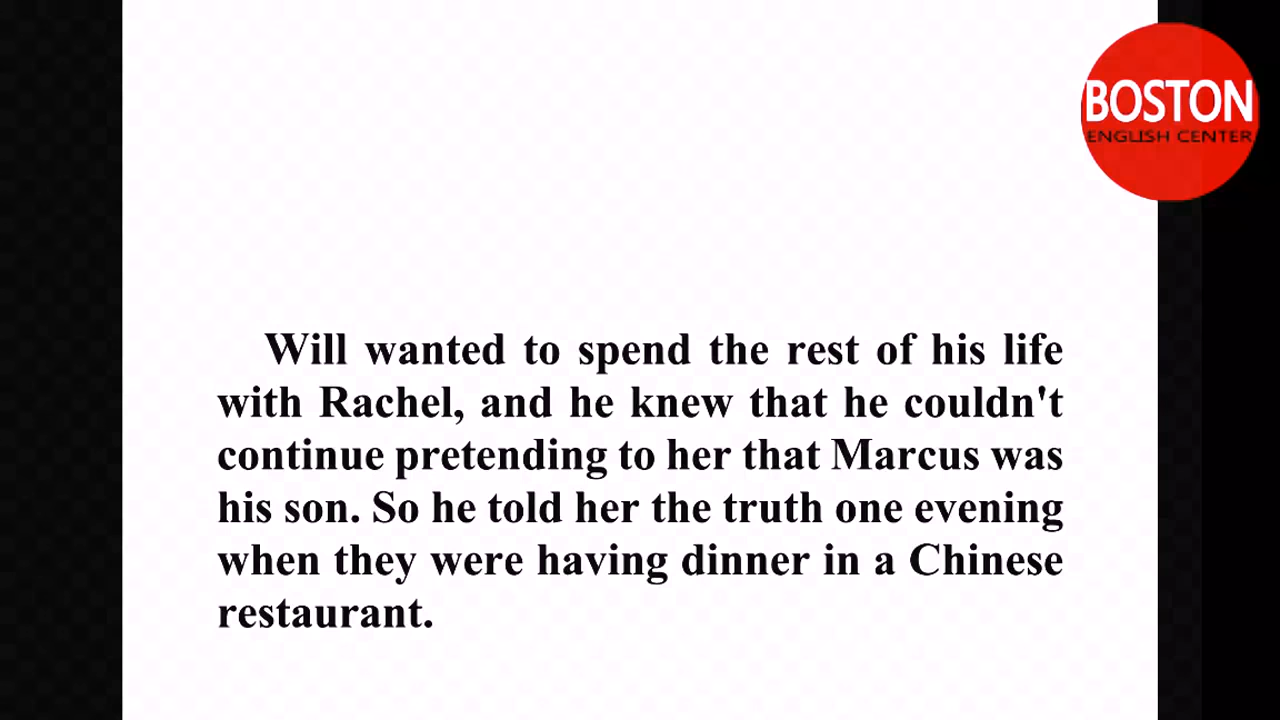 BOSTON
ENGLISH CENTER
Will wanted to spend the rest of his life
with Rachel, and he knew that he couldn't
continue pretending to her that Marcus was
his son. So he told her the truth one evening
when they were having dinner in a Chinese
restaurant.